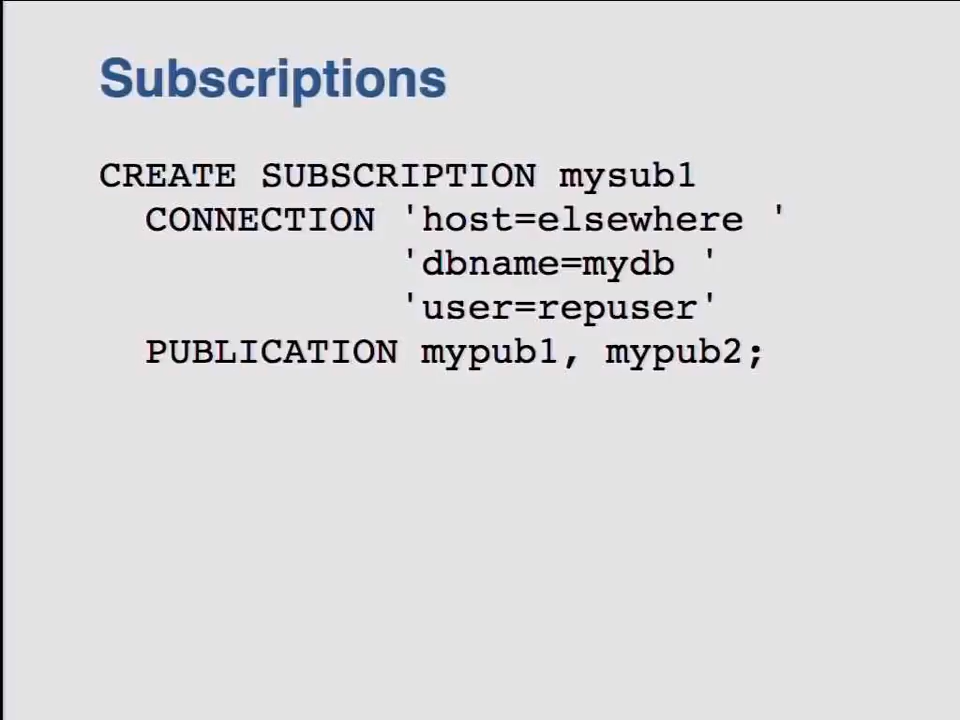 Subscriptions
CREATE SUBSCRIPTION mysub1
CONNECTION 'host=elsewhere '
'dbname=mydb '
'user=repuser'
PUBLICATION mypub1, mypub2;